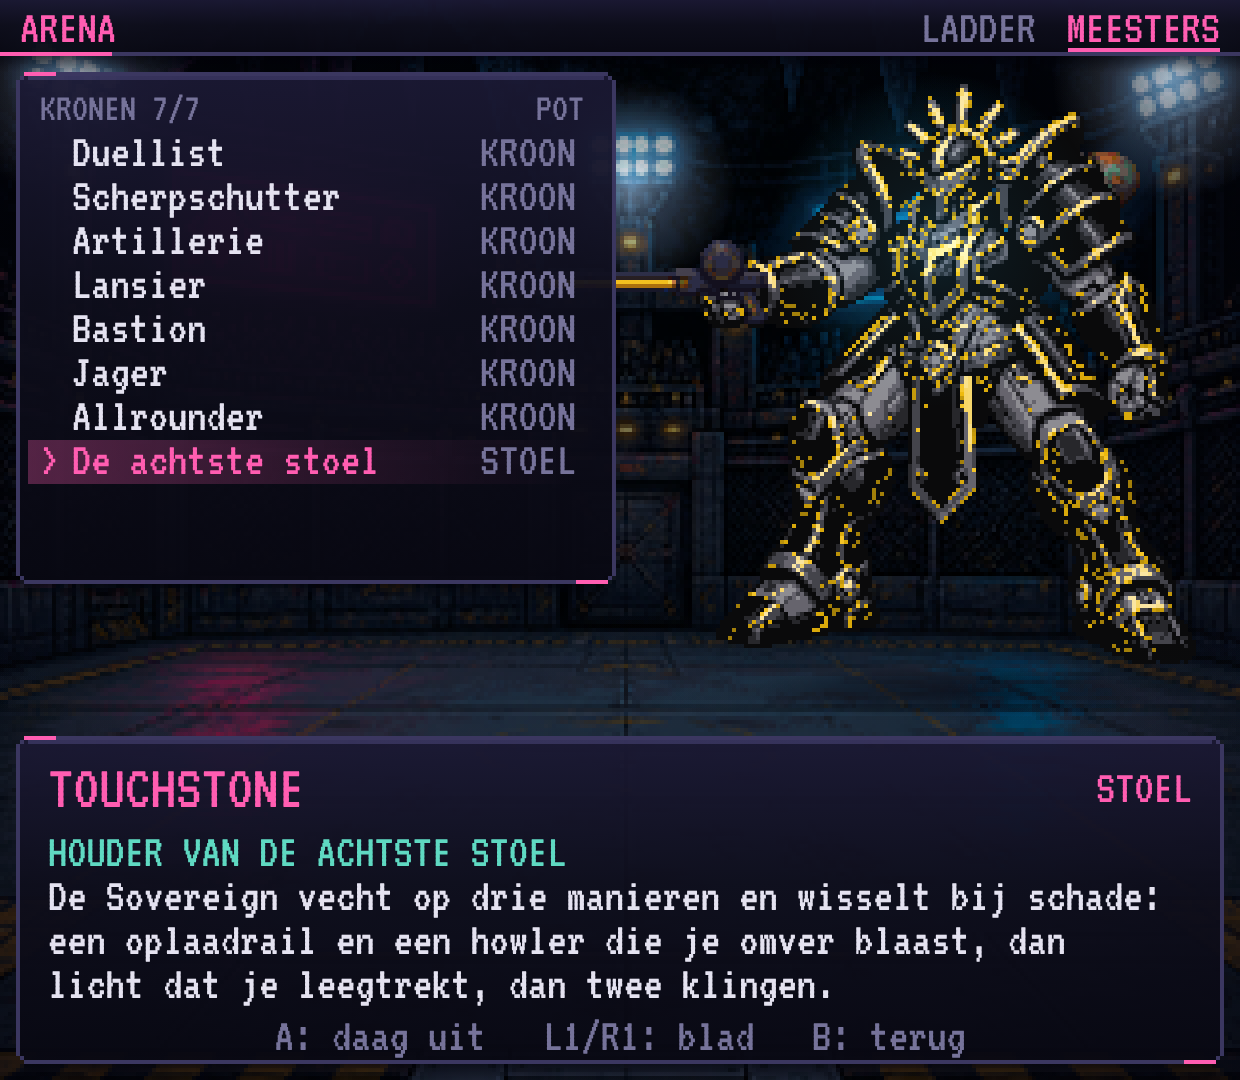 ARENA LADDER MEESTERS
KRONEN 7/7 POT
Duellist KROON
Scherpschutter KROON
Artillerie KROON
Lansier KROON
Bastion KROON
Jager KROON
Allrounder KROON
> De achtste stoel STOEL
TOUCHSTONE STOEL
HOUDER VAN DE ACHTSTE STOEL
De Sovereign vecht op drie manieren en wisselt bij schade:
een oplaadrail en een howler die je omver blaast, dan
licht dat je leegtrekt, dan twee klingen.
A: daag uit L1/R1: blad B: terug